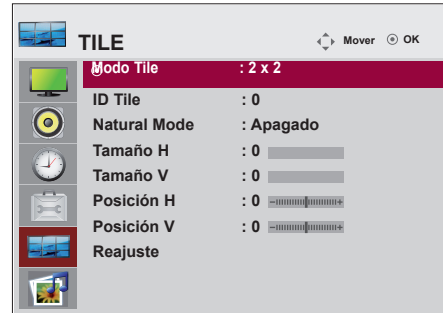 TILE
Mover OK
Modo Tile : 2 x 2
ID Tile : 0
Natural Mode : Apagado
Tamaño H : 0
Tamaño V : 0
Posición H : 0 - +
Posición V : 0 - +
Reajuste